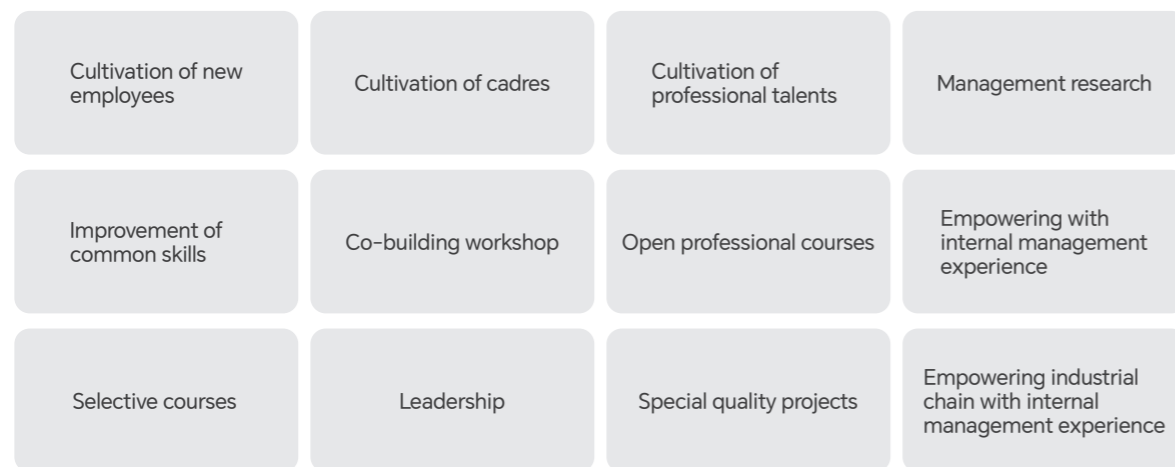 Cultivation of new
employees
Cultivation of cadres
Cultivation of
professional talents
Management research
Improvement of
common skills
Co-building workshop
Open professional courses
Empowering with
internal management
experience
Selective courses
Leadership
Special quality projects
Empowering industrial
chain with internal
management experience